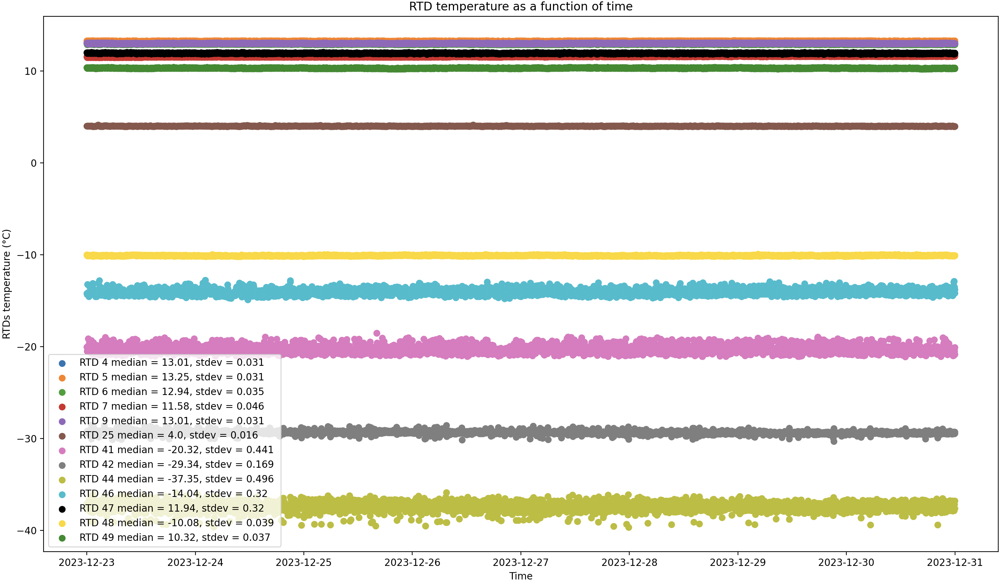 RTD temperature as a function of time
RTDs temperature (°C)
10
0
−10
−20
−30
−40
RTD 4 median = 13.01, stdev = 0.031
RTD 5 median = 13.25, stdev = 0.031
RTD 6 median = 12.94, stdev = 0.035
RTD 7 median = 11.58, stdev = 0.046
RTD 9 median = 13.01, stdev = 0.031
RTD 25 median = 4.0, stdev = 0.016
RTD 41 median = -20.32, stdev = 0.441
RTD 42 median = -29.34, stdev = 0.169
RTD 44 median = -37.35, stdev = 0.496
RTD 46 median = -14.04, stdev = 0.32
RTD 47 median = 11.94, stdev = 0.32
RTD 48 median = -10.08, stdev = 0.039
RTD 49 median = 10.32, stdev = 0.037
2023-12-23 2023-12-24 2023-12-25 2023-12-26 2023-12-27 2023-12-28 2023-12-29 2023-12-30 2023-12-31
Time